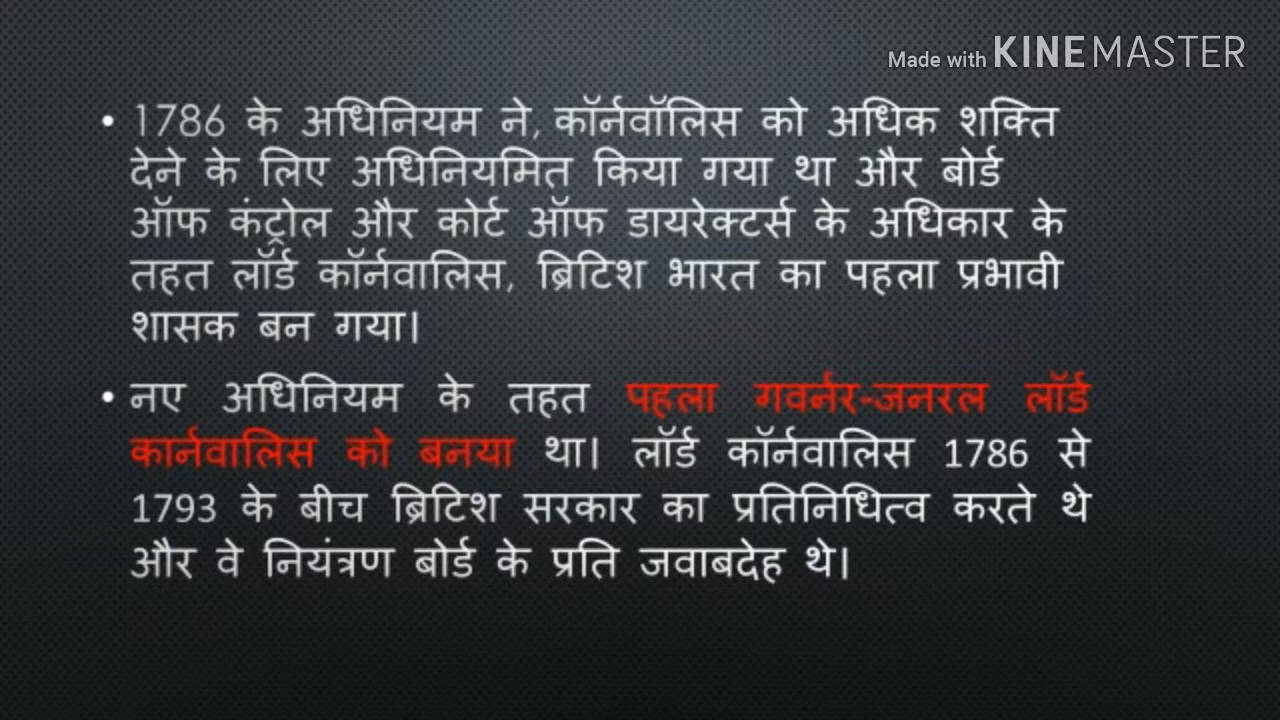 Made with KINEMASTER
• 1786 के अधिनियम ने, कॉर्नवॉलिस को अधिक शक्ति
देने के लिए अधिनियमित किया गया था और बोर्ड
ऑफ कंट्रोल और कोर्ट ऑफ डायरेक्टर्स के अधिकार के
तहत लॉर्ड कॉर्नवालिस, ब्रिटिश भारत का पहला प्रभावी
शासक बन गया|
• नए अधिनियम के तहत पहला गवर्नर-जनरल लॉर्ड
कार्नवालिस को बनया था| लॉर्ड कॉर्नवालिस 1786 से
1793 के बीच ब्रिटिश सरकार का प्रतिनिधित्व करते थे
और वे नियंत्रण बोर्ड के प्रति जवाबदेह थे|